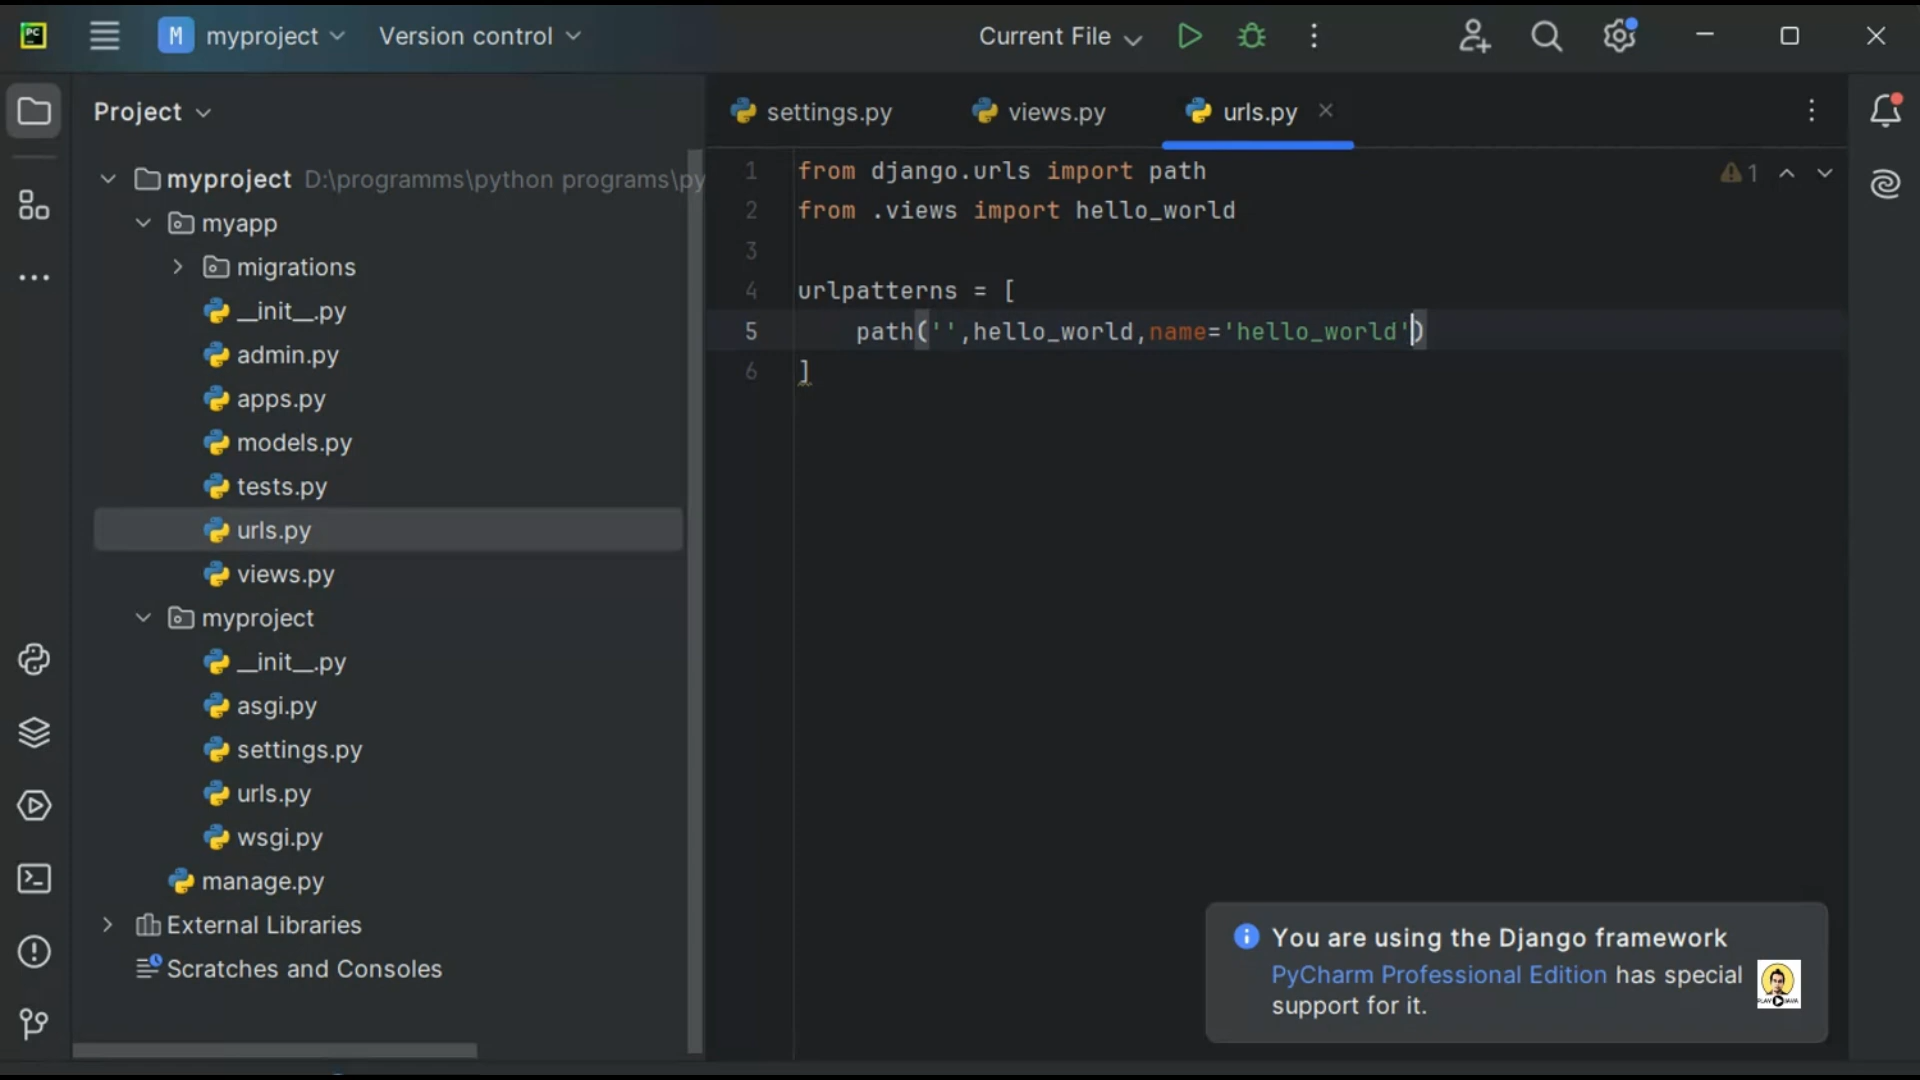 PC
M myproject Version control Current File
Project
myproject D:\programms\python programs\py
myapp
migrations
__init__.py
admin.py
apps.py
models.py
tests.py
urls.py
views.py
myproject
__init__.py
asgi.py
settings.py
urls.py
wsgi.py
manage.py
External Libraries
Scratches and Consoles
settings.py views.py urls.py
1 from django.urls import path
2 from .views import hello_world
3
4 urlpatterns = [
5 path('',hello_world,name='hello_world')
6 ]
1
You are using the Django framework
PyCharm Professional Edition has special
support for it.